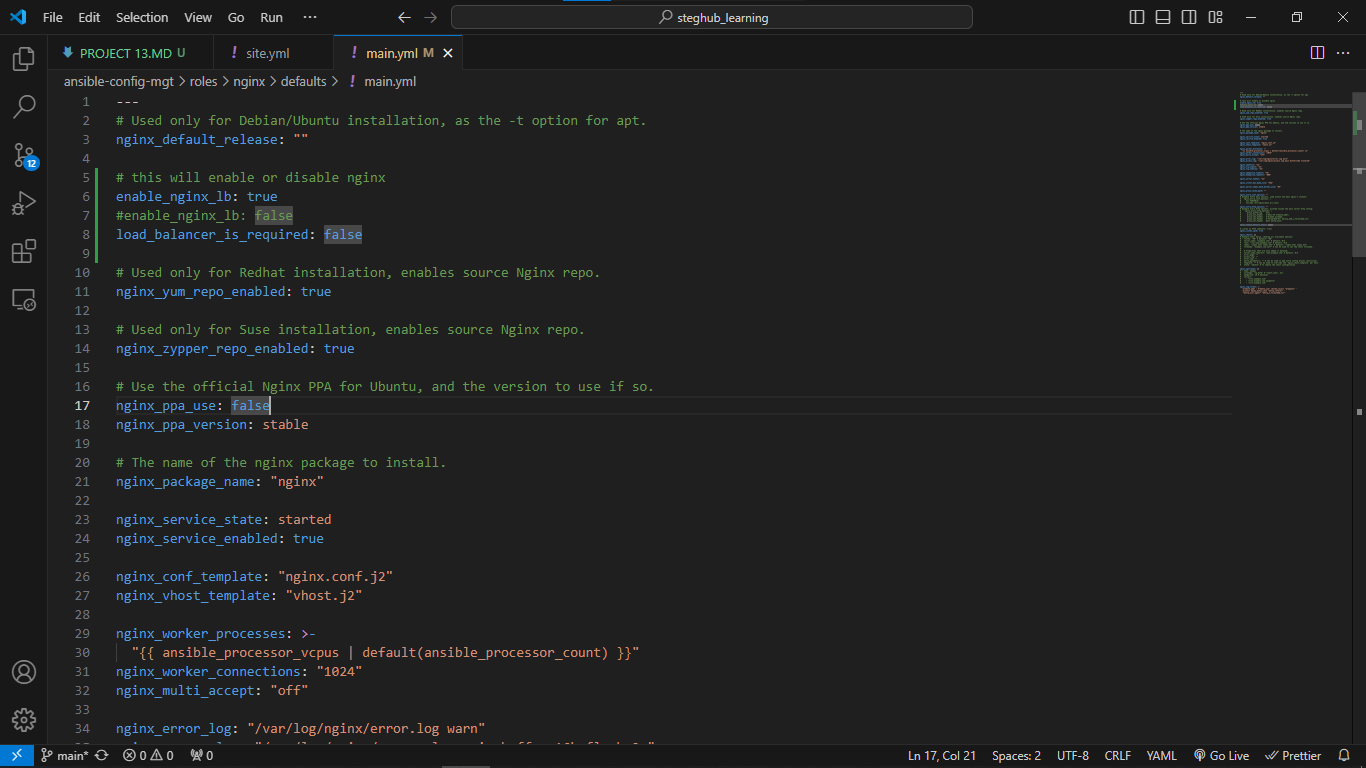 File Edit Selection View Go Run ··· steghub_learning
PROJECT 13.MD U ! site.yml ! main.yml M
ansible-config-mgt > roles > nginx > defaults > ! main.yml
1 ---
2 # Used only for Debian/Ubuntu installation, as the -t option for apt.
3 nginx_default_release: ""
4
5 # this will enable or disable nginx
6 enable_nginx_lb: true
7 #enable_nginx_lb: false
8 load_balancer_is_required: false
9
10 # Used only for Redhat installation, enables source Nginx repo.
11 nginx_yum_repo_enabled: true
12
13 # Used only for Suse installation, enables source Nginx repo.
14 nginx_zypper_repo_enabled: true
15
16 # Use the official Nginx PPA for Ubuntu, and the version to use if so.
17 nginx_ppa_use: false
18 nginx_ppa_version: stable
19
20 # The name of the nginx package to install.
21 nginx_package_name: "nginx"
22
23 nginx_service_state: started
24 nginx_service_enabled: true
25
26 nginx_conf_template: "nginx.conf.j2"
27 nginx_vhost_template: "vhost.j2"
28
29 nginx_worker_processes: >-
30 "{{ ansible_processor_vcpus | default(ansible_processor_count) }}"
31 nginx_worker_connections: "1024"
32 nginx_multi_accept: "off"
33
34 nginx_error_log: "/var/log/nginx/error.log warn"
12
main* 0 0 0 Ln 17, Col 21 Spaces: 2 UTF-8 CRLF YAML Go Live Prettier